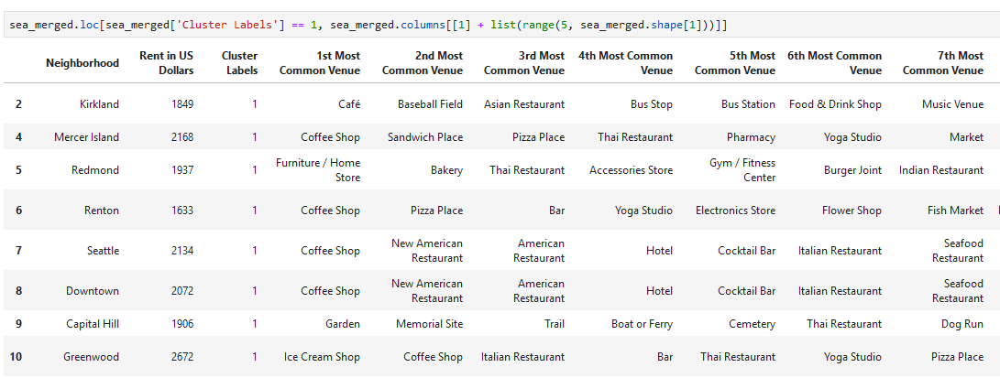 sea_merged.loc[sea_merged['Cluster Labels'] == 1, sea_merged.columns[[1] + list(range(5, sea_merged.shape[1]))]]
Neighborhood Rent in US Dollars Cluster Labels 1st Most Common Venue 2nd Most Common Venue 3rd Most Common Venue 4th Most Common Venue 5th Most Common Venue 6th Most Common Venue 7th Most Common Venue
2 Kirkland 1849 1 Café Baseball Field Asian Restaurant Bus Stop Bus Station Food & Drink Shop Music Venue
4 Mercer Island 2168 1 Coffee Shop Sandwich Place Pizza Place Thai Restaurant Pharmacy Yoga Studio Market
5 Redmond 1937 1 Furniture / Home Store Bakery Thai Restaurant Accessories Store Gym / Fitness Center Burger Joint Indian Restaurant
6 Renton 1633 1 Coffee Shop Pizza Place Bar Yoga Studio Electronics Store Flower Shop Fish Market
7 Seattle 2134 1 Coffee Shop New American Restaurant American Restaurant Hotel Cocktail Bar Italian Restaurant Seafood Restaurant
8 Downtown 2072 1 Coffee Shop New American Restaurant American Restaurant Hotel Cocktail Bar Italian Restaurant Seafood Restaurant
9 Capital Hill 1906 1 Garden Memorial Site Trail Boat or Ferry Cemetery Thai Restaurant Dog Run
10 Greenwood 2672 1 Ice Cream Shop Coffee Shop Italian Restaurant Bar Thai Restaurant Yoga Studio Pizza Place